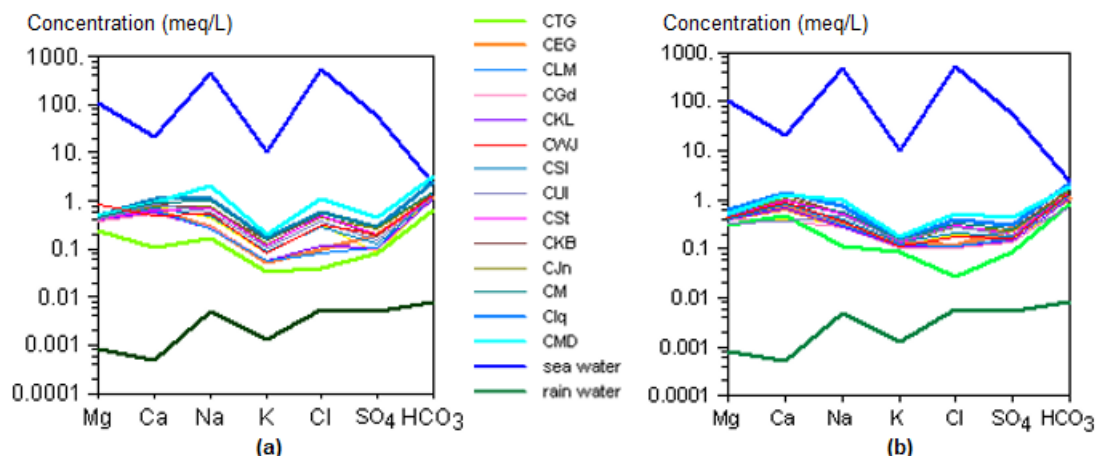 Concentration (meq/L)
1000.
100.
10.
1.
0.1
0.01
0.001
0.0001
Mg Ca Na K Cl SO4 HCO3
(a)
CTG
CEG
CLM
CGd
CKL
CWJ
CSI
CUI
CSt
CKB
CJn
CM
CIq
CMD
sea water
rain water
Concentration (meq/L)
1000.
100.
10.
1.
0.1
0.01
0.001
0.0001
Mg Ca Na K Cl SO4 HCO3
(b)